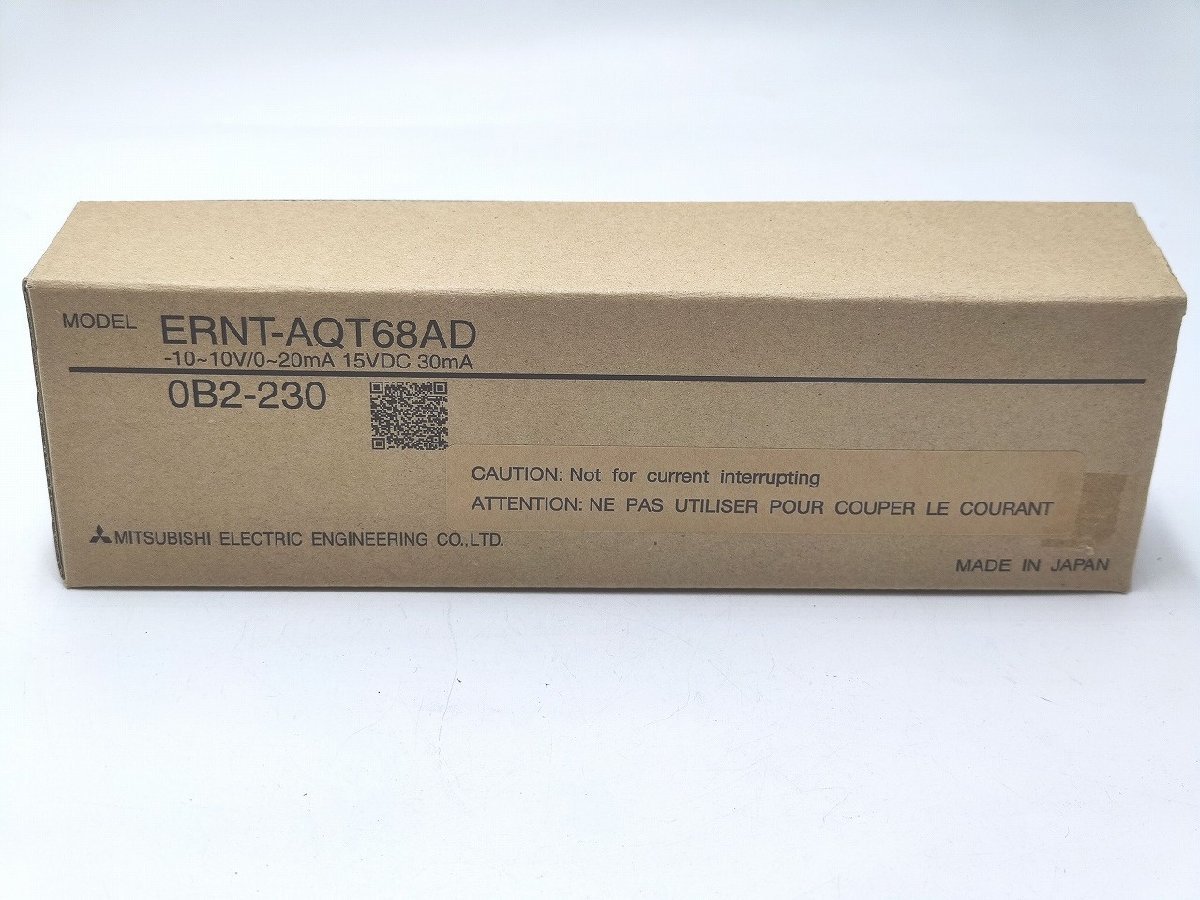 MODEL ERNT-AQT68AD
-10~10V/0~20mA 15VDC 30mA
0B2-230
CAUTION: Not for current interrupting
ATTENTION: NE PAS UTILISER POUR COUPER LE COURANT
MITSUBISHI ELECTRIC ENGINEERING CO.,LTD.
MADE IN JAPAN